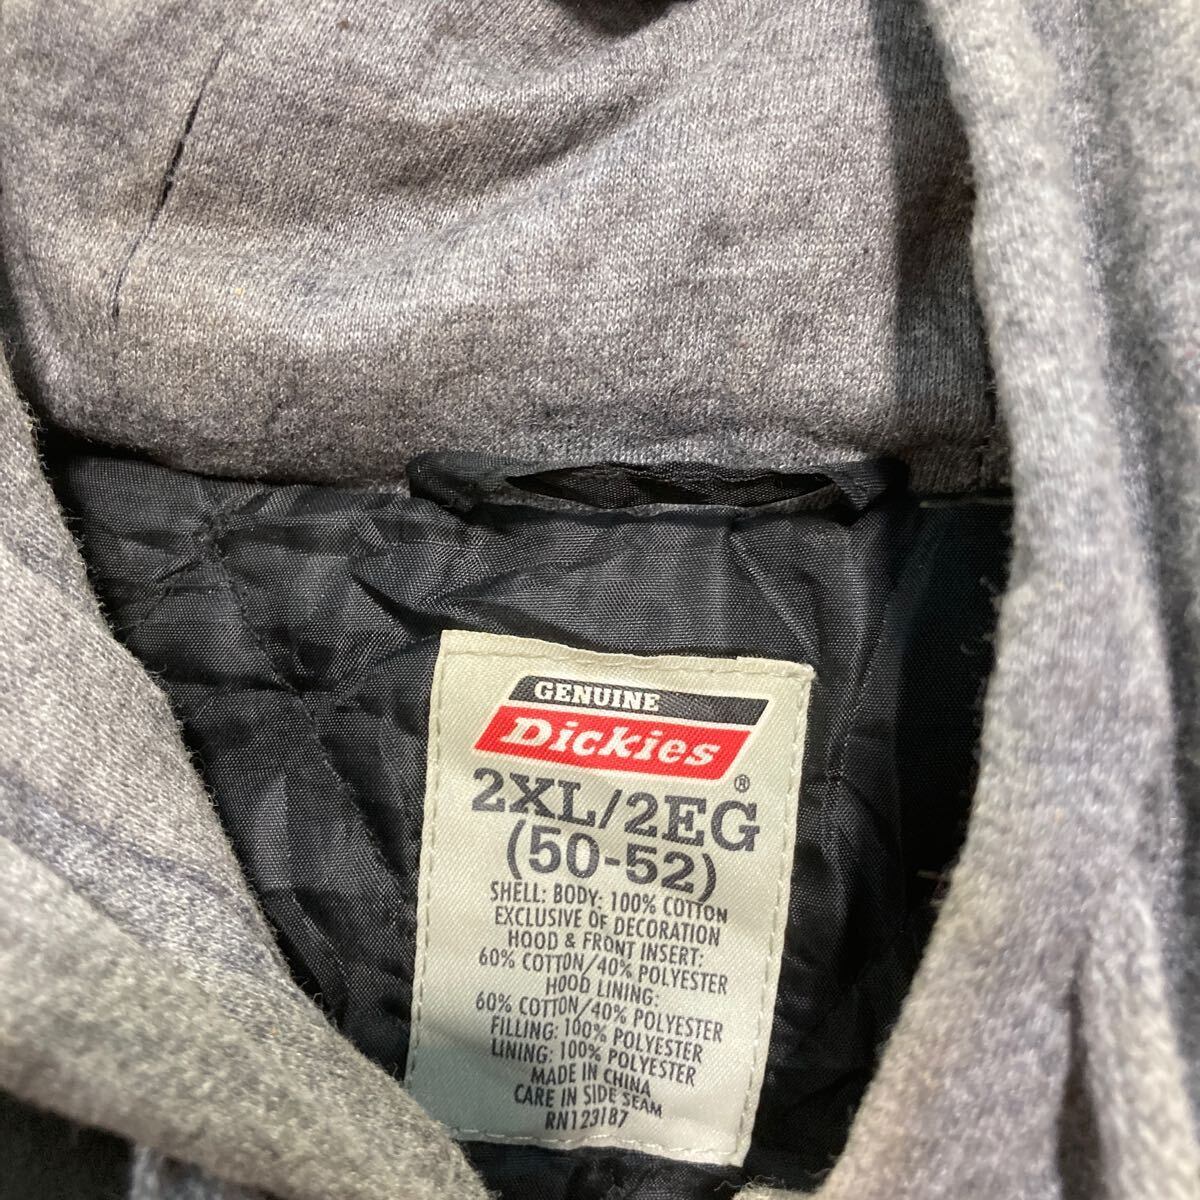 GENUINE
Dickies
®
2XL/2EG
(50-52)
SHELL: BODY: 100% COTTON
EXCLUSIVE OF DECORATION
HOOD & FRONT INSERT:
60% COTTON/40% POLYESTER
HOOD LINING:
60% COTTON/40% POLYESTER
FILLING: 100% POLYESTER
LINING: 100% POLYESTER
MADE IN CHINA
CARE IN SIDE SEAM
RN123187